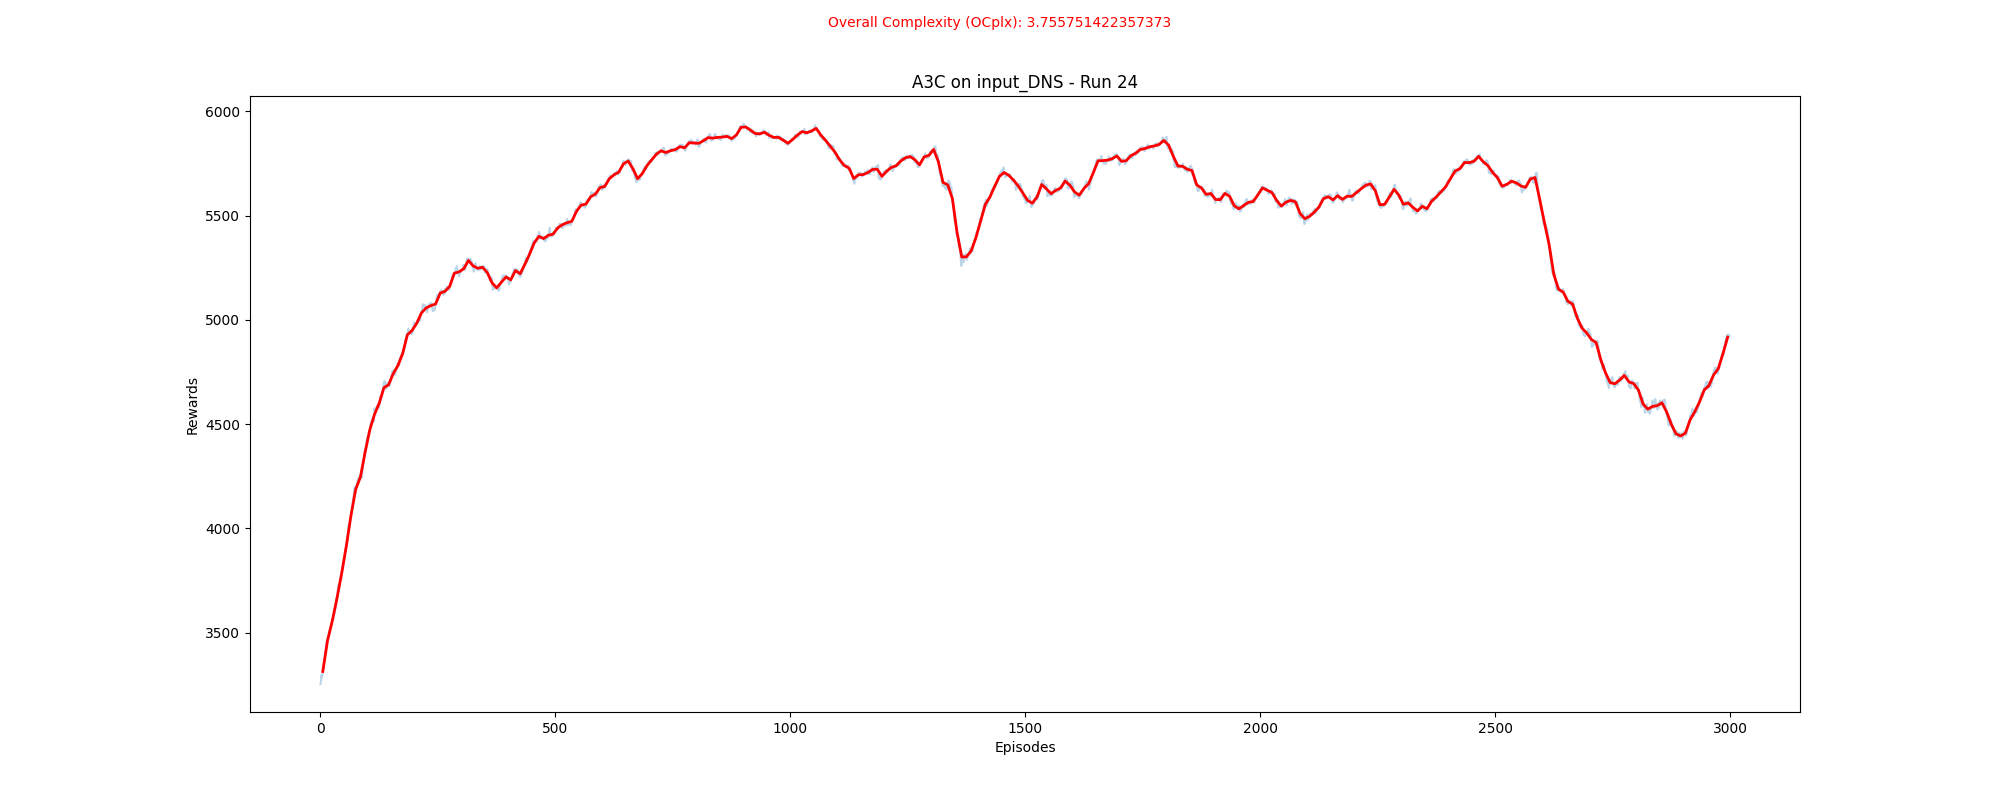 Overall Complexity (OCplx): 3.755751422357373
A3C on input_DNS - Run 24
6000
5500
5000
4500
4000
3500
Rewards
0 500 1000 1500 2000 2500 3000
Episodes